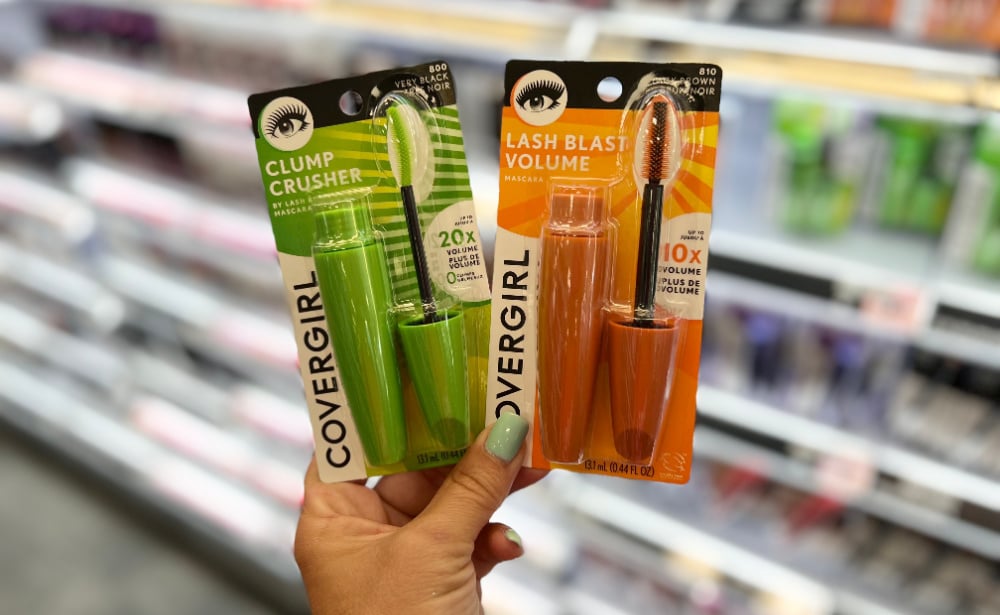 800
VERY BLACK
NOIR
CLUMP
CRUSHER
BY LASH
MASCARA
UP TO
20x
VOLUME
PLUS DE
VOLUME
0 CLUMPS
COVERGIRL
13.1 mL (0.44
810
BROWN
NOIR
LASH BLAST
VOLUME
MASCARA
UP TO
10x
VOLUME
PLUS DE
VOLUME
COVERGIRL
13.1 mL (0.44 FL OZ)